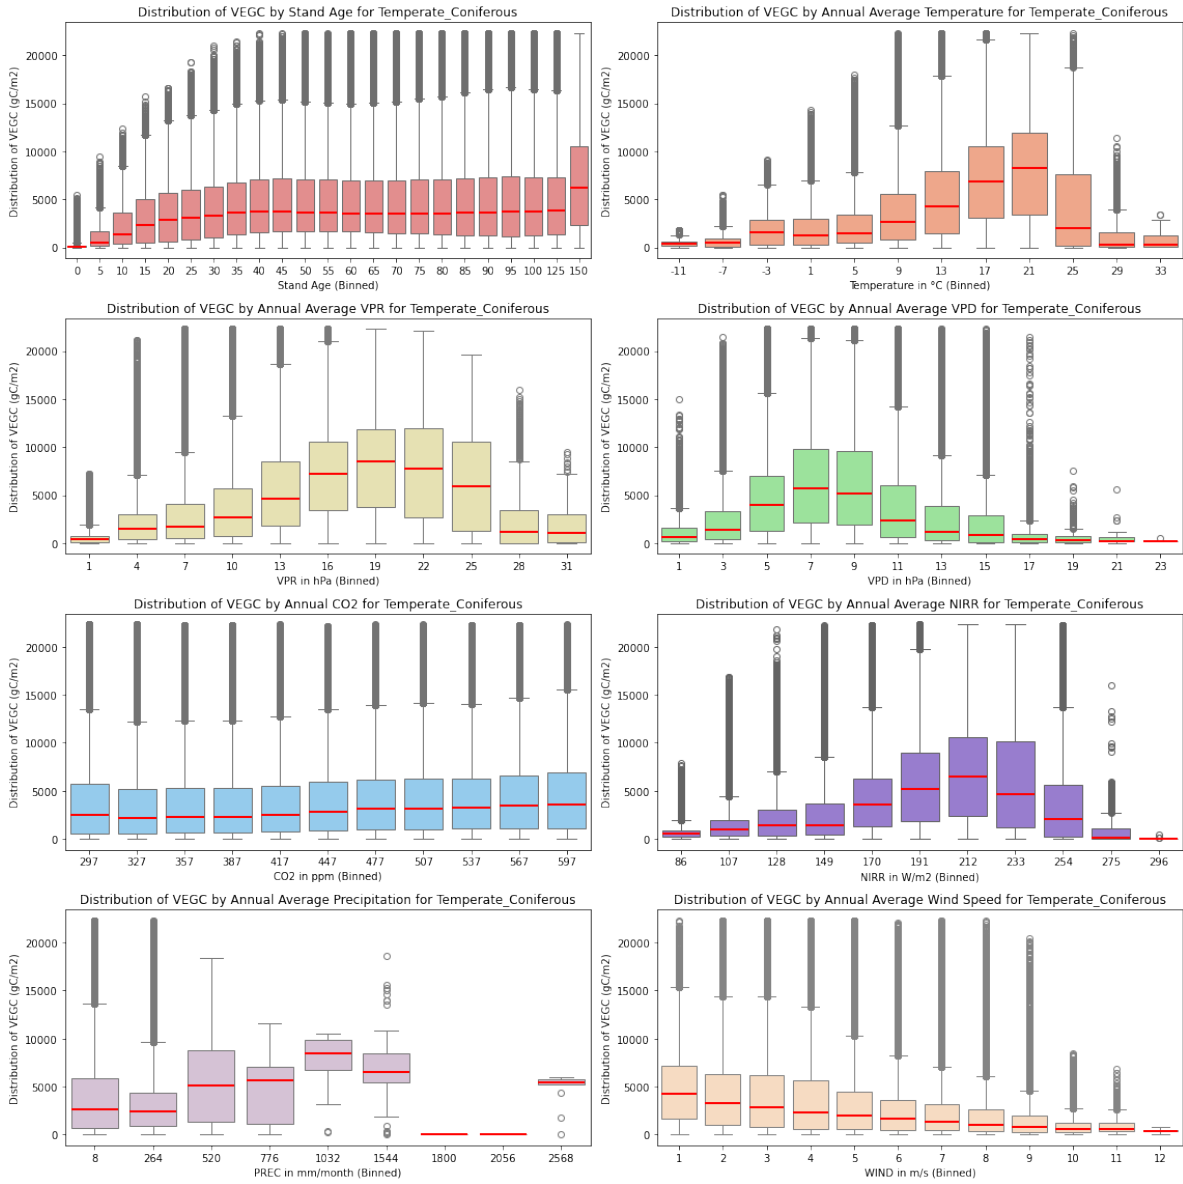 Distribution of VEGC by Stand Age for Temperate_Coniferous
Distribution of VEGC (gC/m2)
20000
15000
10000
5000
0
0 5 10 15 20 25 30 35 40 45 50 55 60 65 70 75 80 85 90 95 100 125 150
Stand Age (Binned)
Distribution of VEGC by Annual Average Temperature for Temperate_Coniferous
Distribution of VEGC (gC/m2)
20000
15000
10000
5000
0
-11 -7 -3 1 5 9 13 17 21 25 29 33
Temperature in °C (Binned)
Distribution of VEGC by Annual Average VPR for Temperate_Coniferous
Distribution of VEGC (gC/m2)
20000
15000
10000
5000
0
1 4 7 10 13 16 19 22 25 28 31
VPR in hPa (Binned)
Distribution of VEGC by Annual Average VPD for Temperate_Coniferous
Distribution of VEGC (gC/m2)
20000
15000
10000
5000
0
1 3 5 7 9 11 13 15 17 19 21 23
VPD in hPa (Binned)
Distribution of VEGC by Annual CO2 for Temperate_Coniferous
Distribution of VEGC (gC/m2)
20000
15000
10000
5000
0
297 327 357 387 417 447 477 507 537 567 597
CO2 in ppm (Binned)
Distribution of VEGC by Annual Average NIRR for Temperate_Coniferous
Distribution of VEGC (gC/m2)
20000
15000
10000
5000
0
86 107 128 149 170 191 212 233 254 275 296
NIRR in W/m2 (Binned)
Distribution of VEGC by Annual Average Precipitation for Temperate_Coniferous
Distribution of VEGC (gC/m2)
20000
15000
10000
5000
0
8 264 520 776 1032 1544 1800 2056 2568
PREC in mm/month (Binned)
Distribution of VEGC by Annual Average Wind Speed for Temperate_Coniferous
Distribution of VEGC (gC/m2)
20000
15000
10000
5000
0
1 2 3 4 5 6 7 8 9 10 11 12
WIND in m/s (Binned)